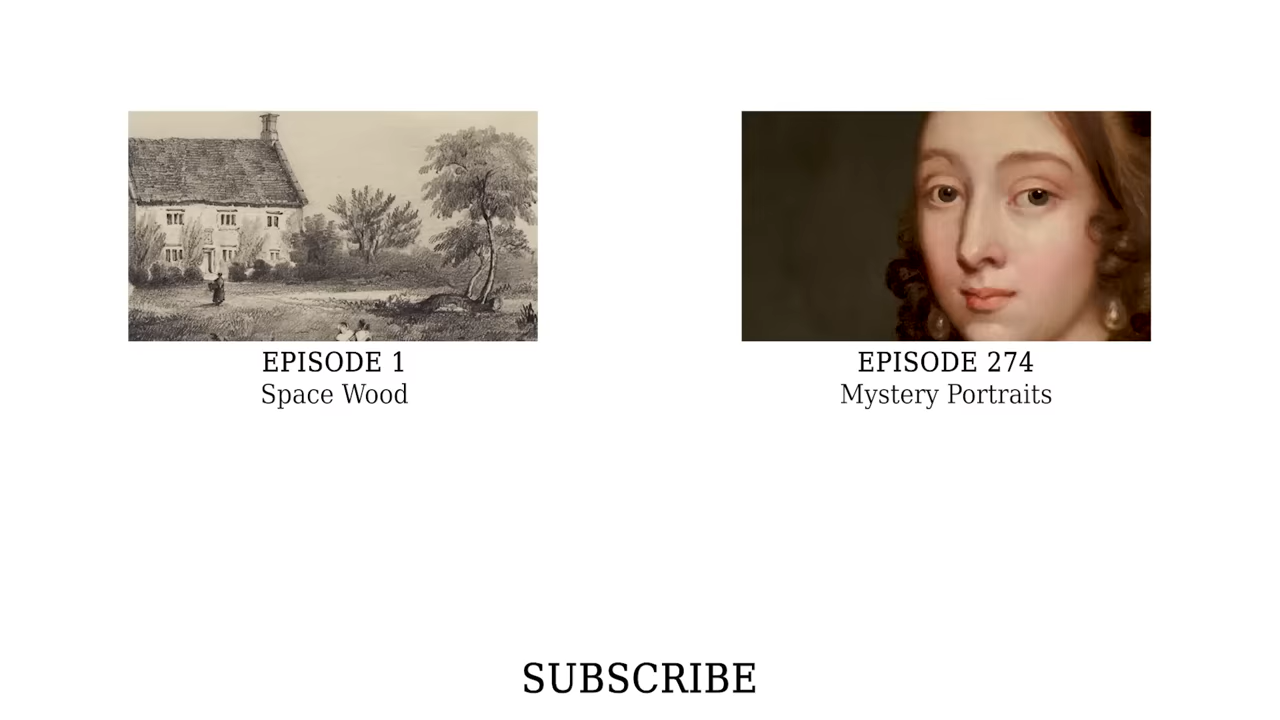 EPISODE 1
Space Wood
EPISODE 274
Mystery Portraits
SUBSCRIBE